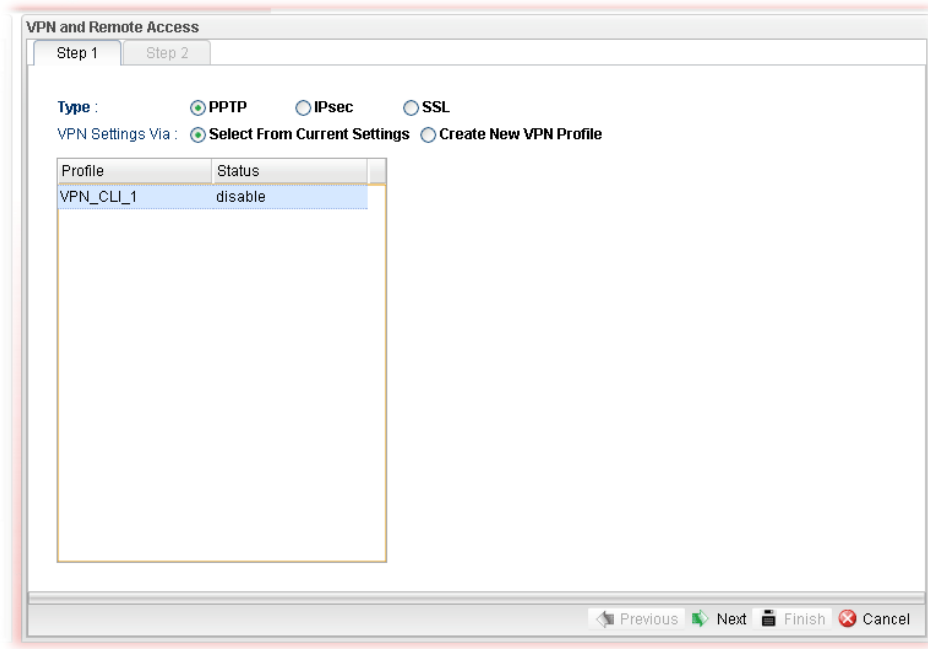 VPN and Remote Access
Step 1 Step 2
Type : PPTP IPsec SSL
VPN Settings Via : Select From Current Settings Create New VPN Profile
Profile Status
VPN_CLI_1 disable
Previous Next Finish Cancel